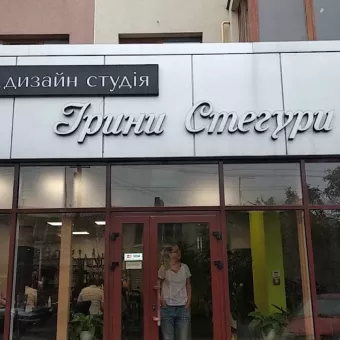 дизайн студія
Ірини Стегури